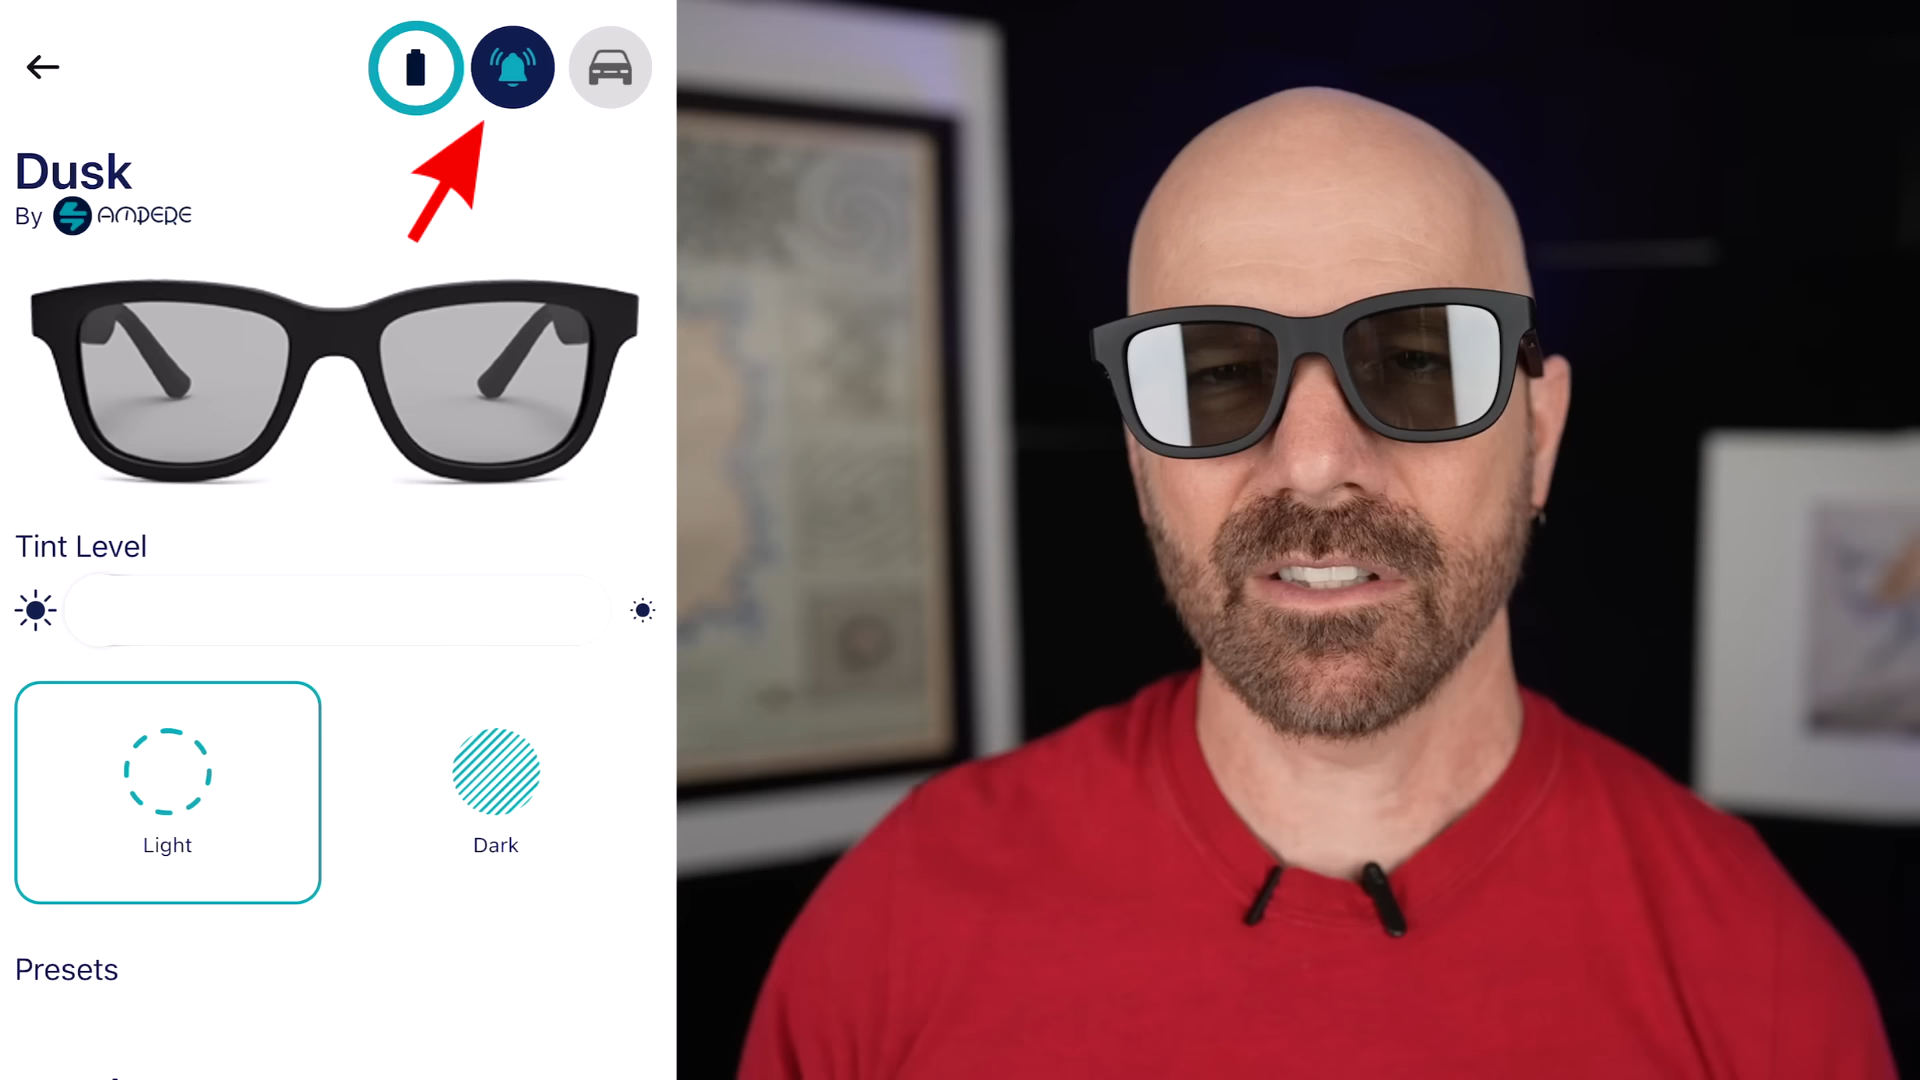 Dusk
By AMPERE
Tint Level
Light
Dark
Presets